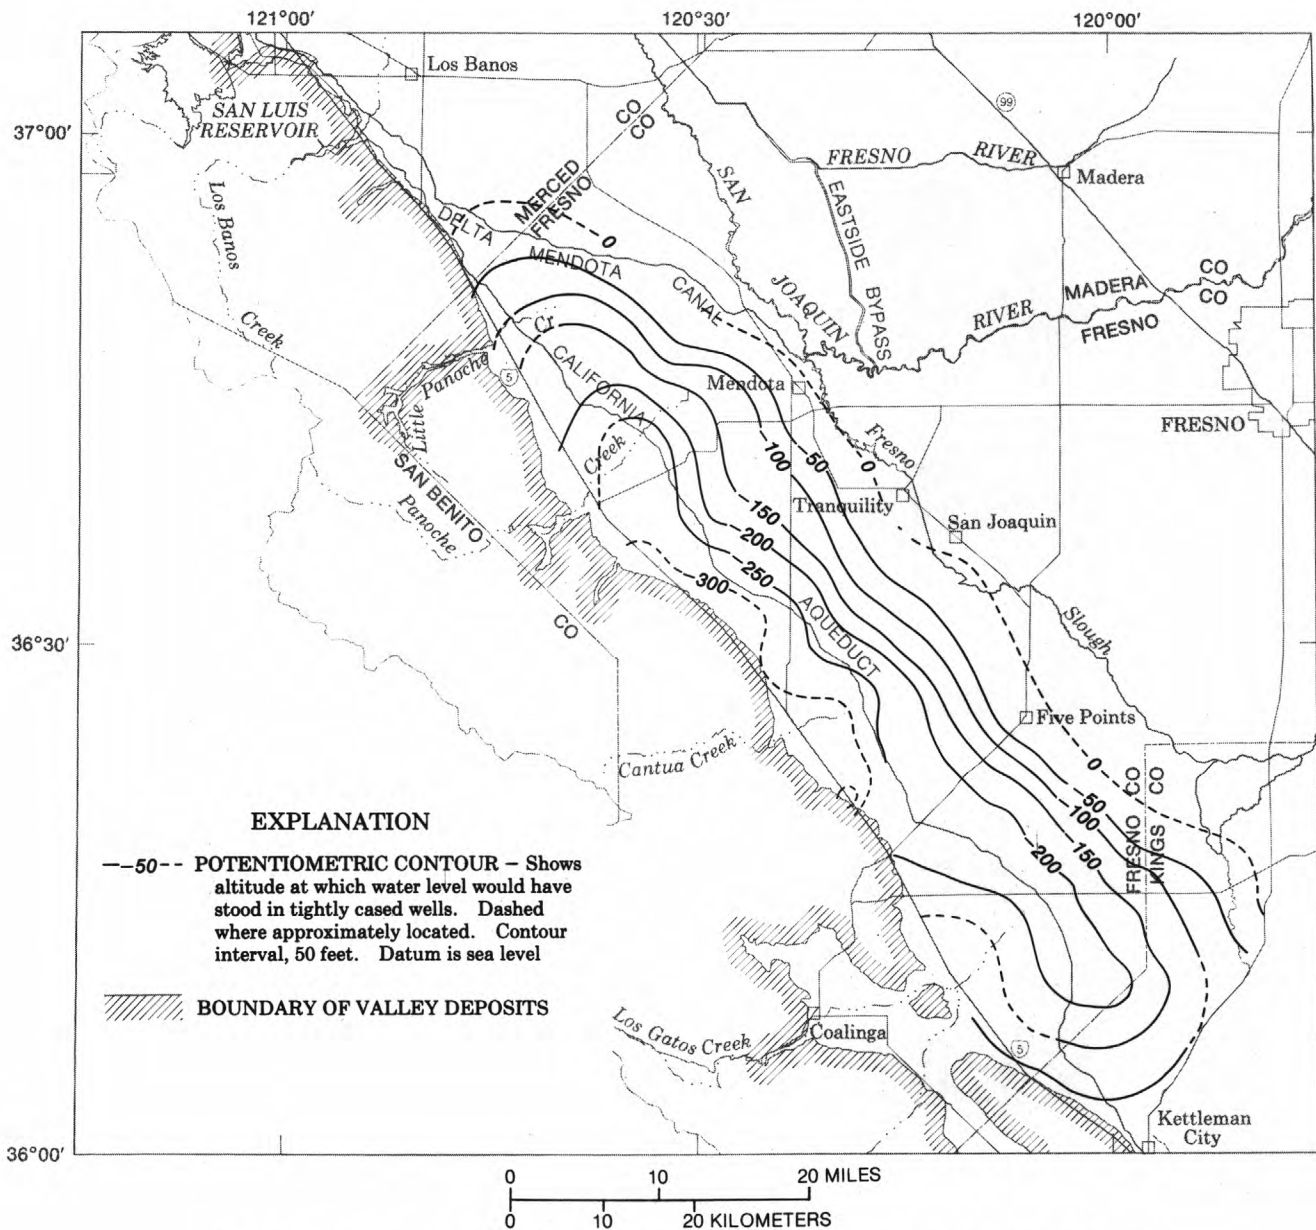 121°00'
120°30'
120°00'
Los Banos
SAN LUIS
RESERVOIR
37°00'
CO
CO
99
FRESNO RIVER
Madera
SAN
EASTSIDE BYPASS
MERCED
FRESNO
Los Banos
Creek
DELTA
0
MENDOTA
CANAL
JOAQUIN
RIVER
MADERA CO
FRESNO CO
Cr
5
CALIFORNIA
Little Panoche
Mendota
FRESNO
Creek
100
50
0
Fresno
SAN BENITO
Panoche
150
Tranquility
San Joaquin
200
250
300
AQUEDUCT
CO
Slough
36°30'
Five Points
Cantua Creek
0
FRESNO CO
KINGS CO
50
100
150
200
EXPLANATION
50 POTENTIOMETRIC CONTOUR – Shows
altitude at which water level would have
stood in tightly cased wells. Dashed
where approximately located. Contour
interval, 50 feet. Datum is sea level
BOUNDARY OF VALLEY DEPOSITS
Los Gatos Creek
Coalinga
5
Kettleman
City
36°00'
0 10 20 MILES
0 10 20 KILOMETERS